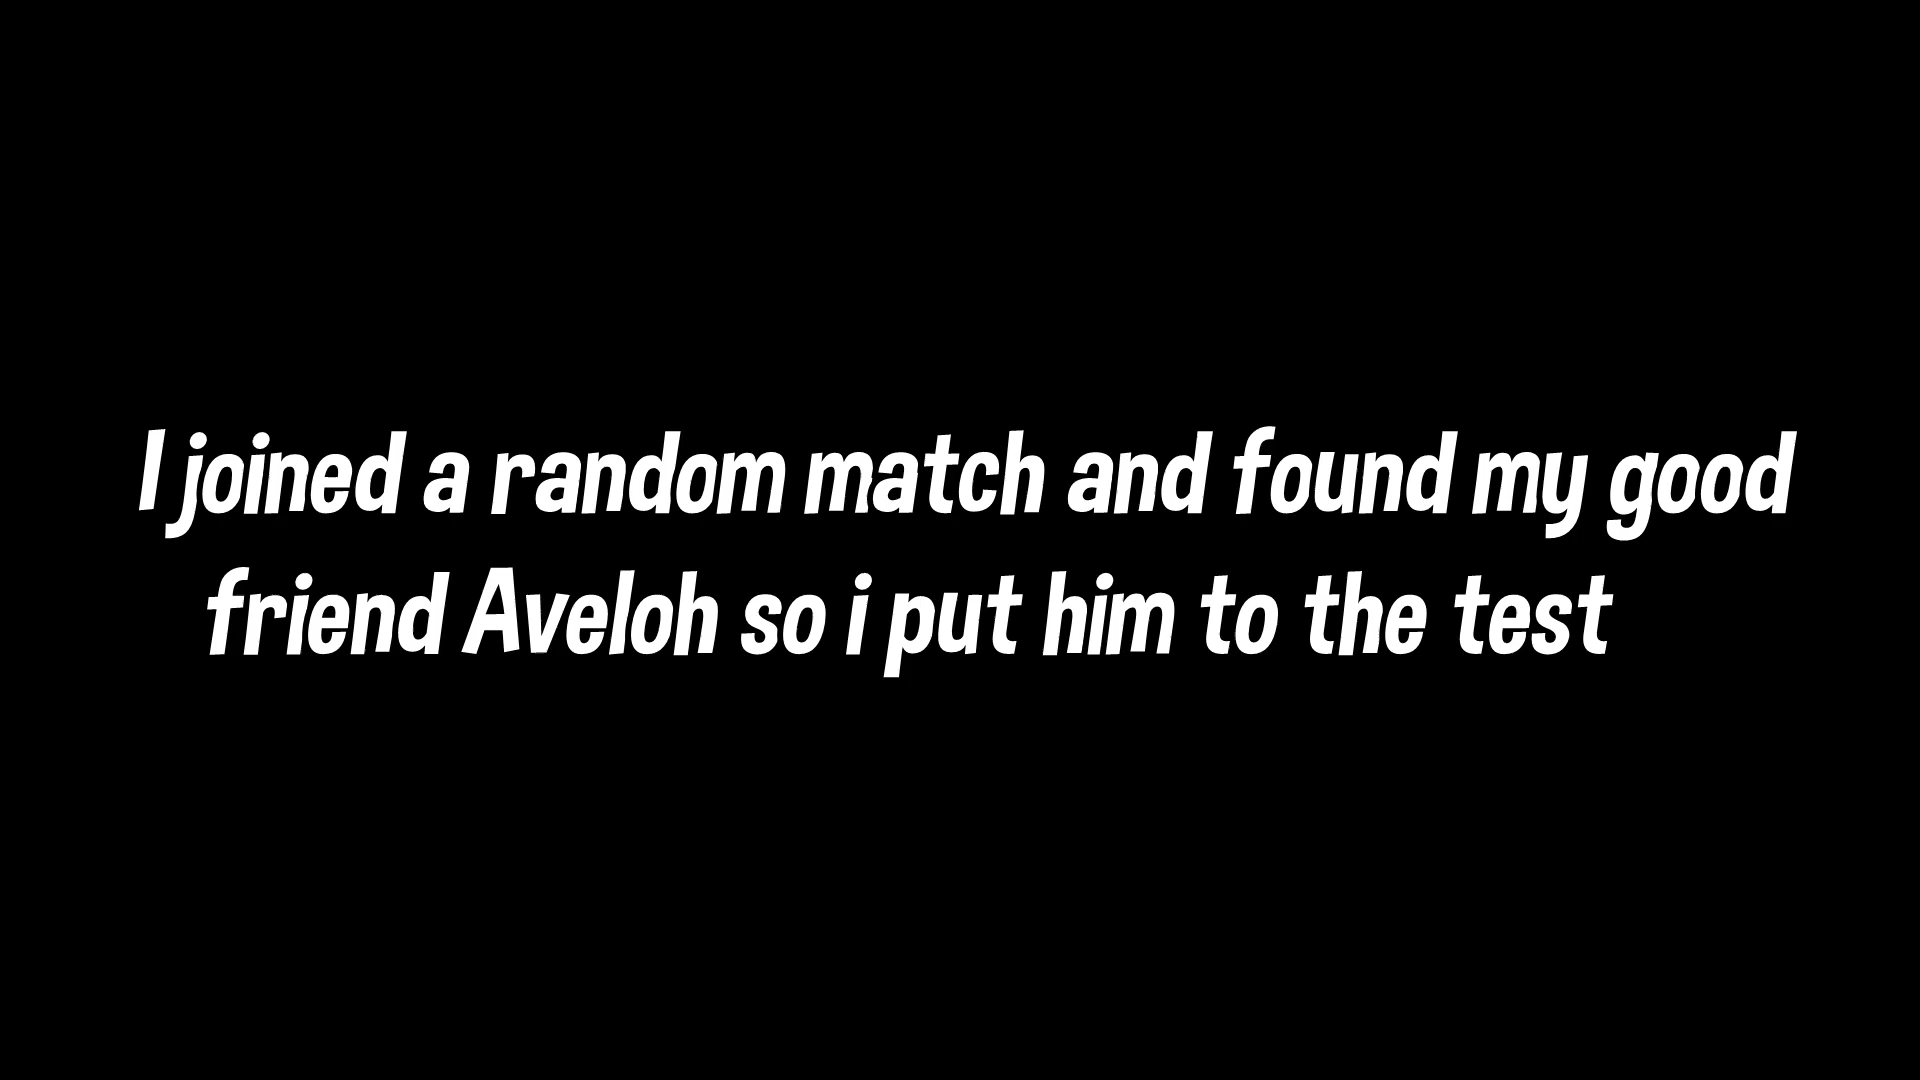 I joined a random match and found my good
friend Aveloh so i put him to the test